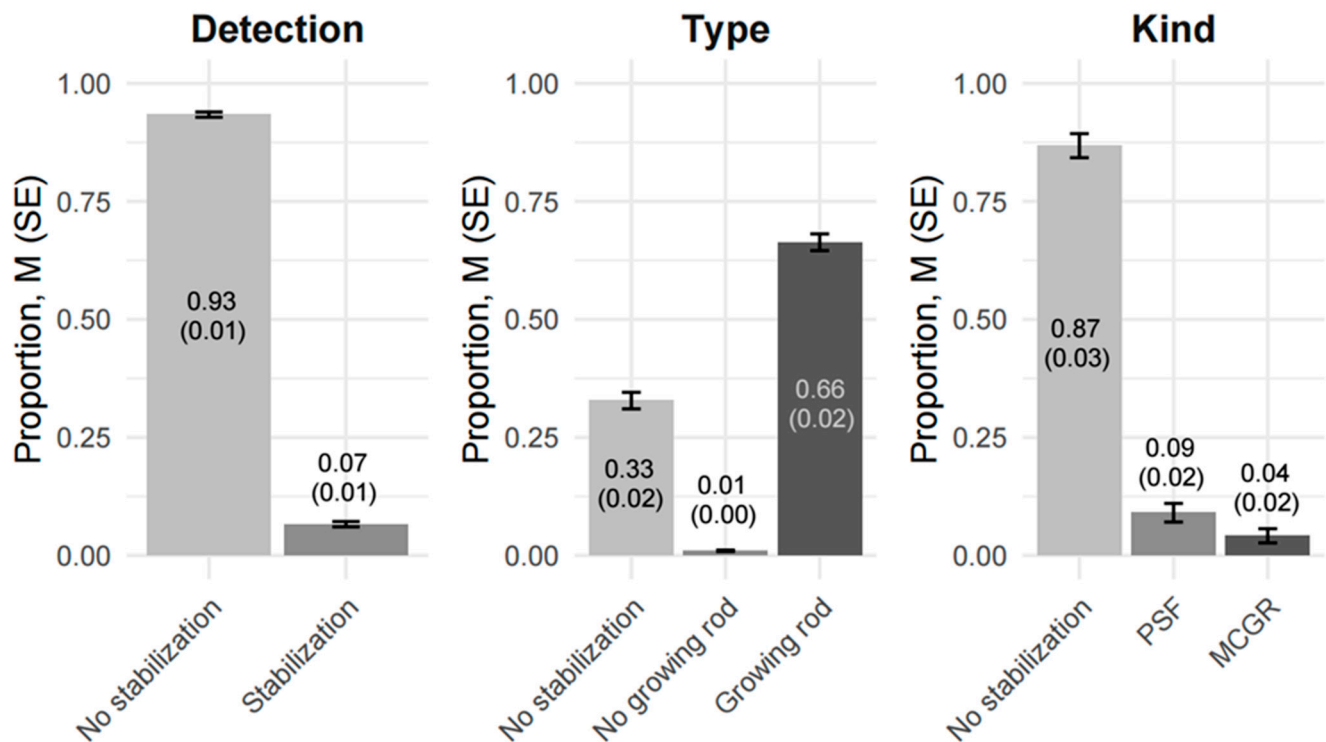 Detection
Proportion, M (SE)
1.00
0.75
0.50
0.25
0.00
0.93
(0.01)
0.07
(0.01)
No stabilization
Stabilization
Type
Proportion, M (SE)
1.00
0.75
0.50
0.25
0.00
0.33
(0.02)
0.01
(0.00)
0.66
(0.02)
No stabilization
No growing rod
Growing rod
Kind
Proportion, M (SE)
1.00
0.75
0.50
0.25
0.00
0.87
(0.03)
0.09
(0.02)
0.04
(0.02)
No stabilization
PSF
MCGR